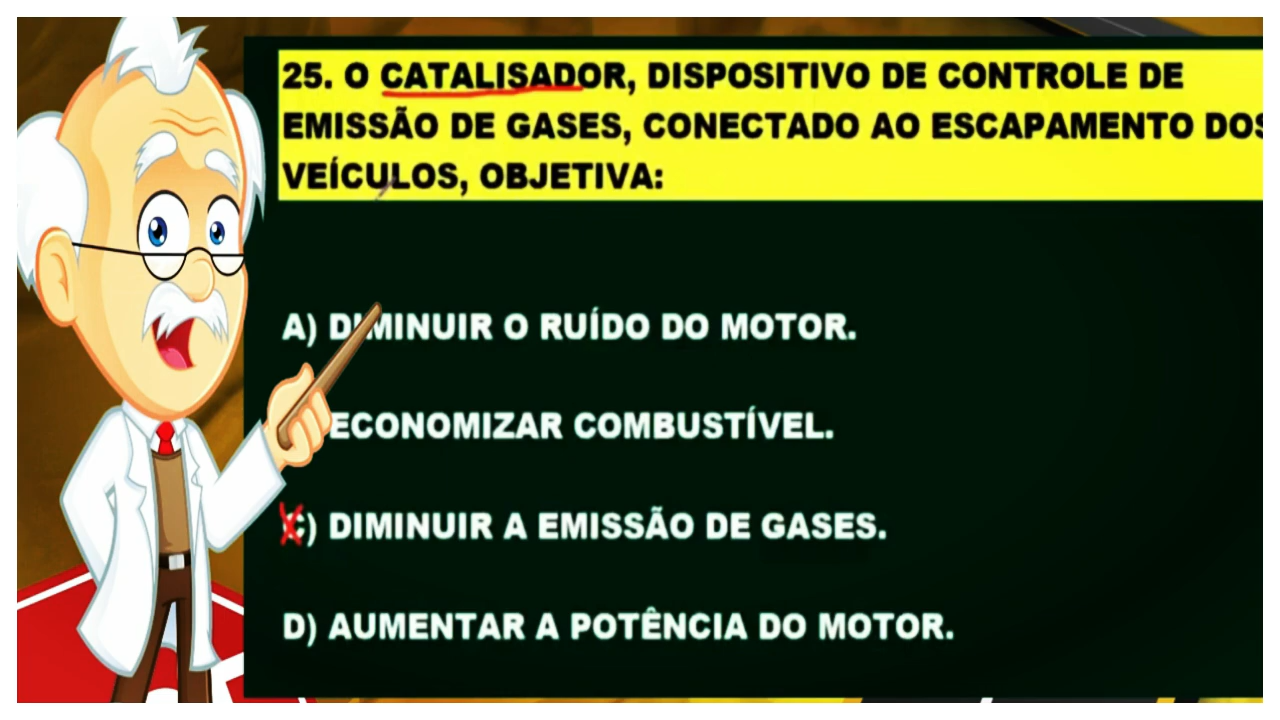 25. O CATALISADOR, DISPOSITIVO DE CONTROLE DE
EMISSÃO DE GASES, CONECTADO AO ESCAPAMENTO DOS
VEÍCULOS, OBJETIVA:
A) DIMINUIR O RUÍDO DO MOTOR.
ECONOMIZAR COMBUSTÍVEL.
C) DIMINUIR A EMISSÃO DE GASES.
D) AUMENTAR A POTÊNCIA DO MOTOR.